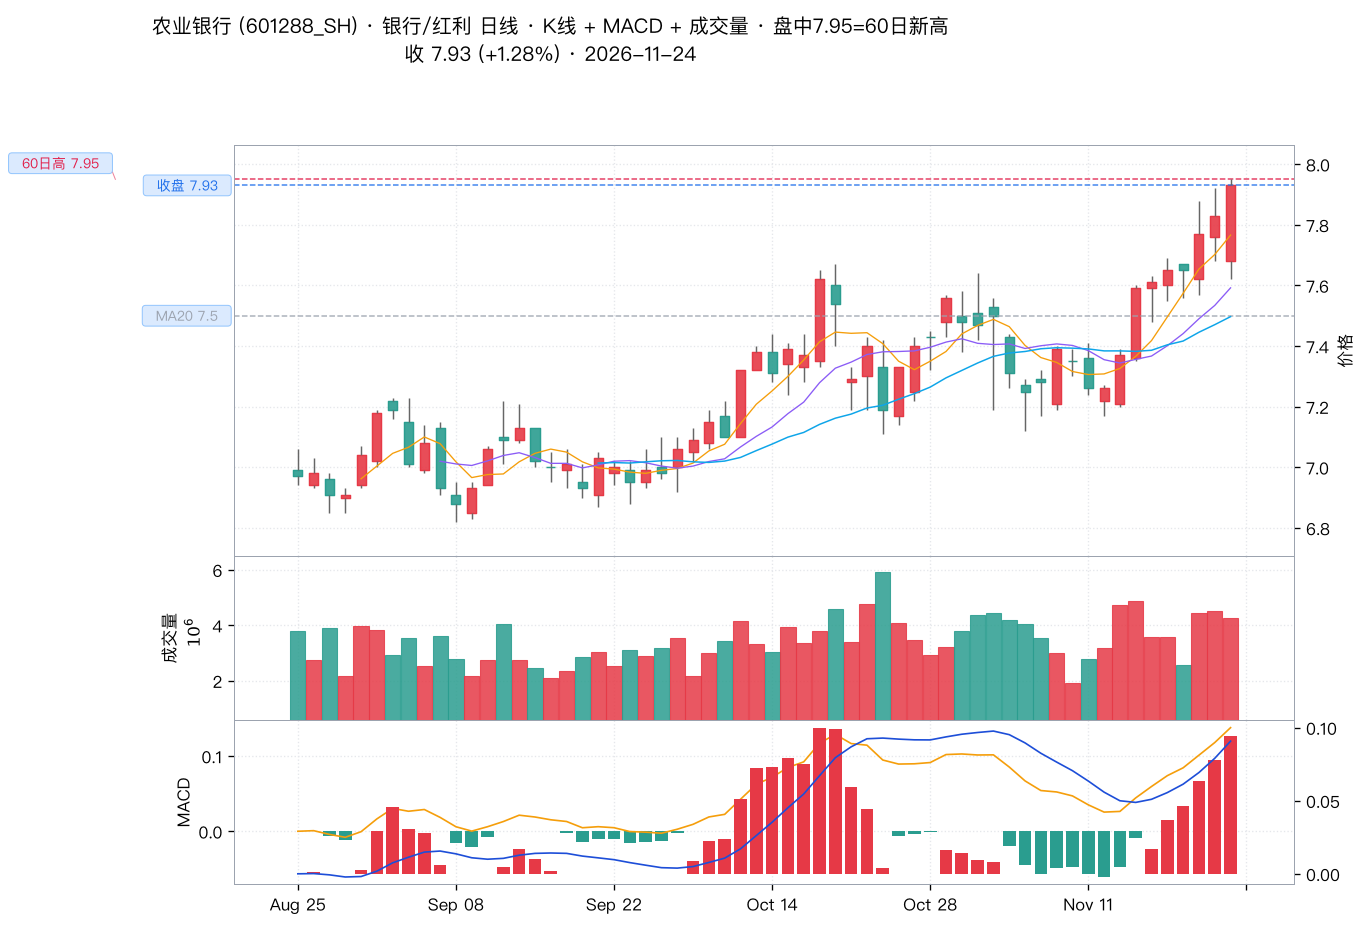 农业银行 (601288_SH) · 银行/红利 日线 · K线 + MACD + 成交量 · 盘中7.95=60日新高
收 7.93 (+1.28%) · 2026−11−24
60日高 7.95
收盘 7.93
MA20 7.5
8.0
7.8
7.6
7.4
7.2
7.0
6.8
价格
6
4
2
成交量
10^6
0.1
0.0
MACD
0.10
0.05
0.00
Aug 25
Sep 08
Sep 22
Oct 14
Oct 28
Nov 11